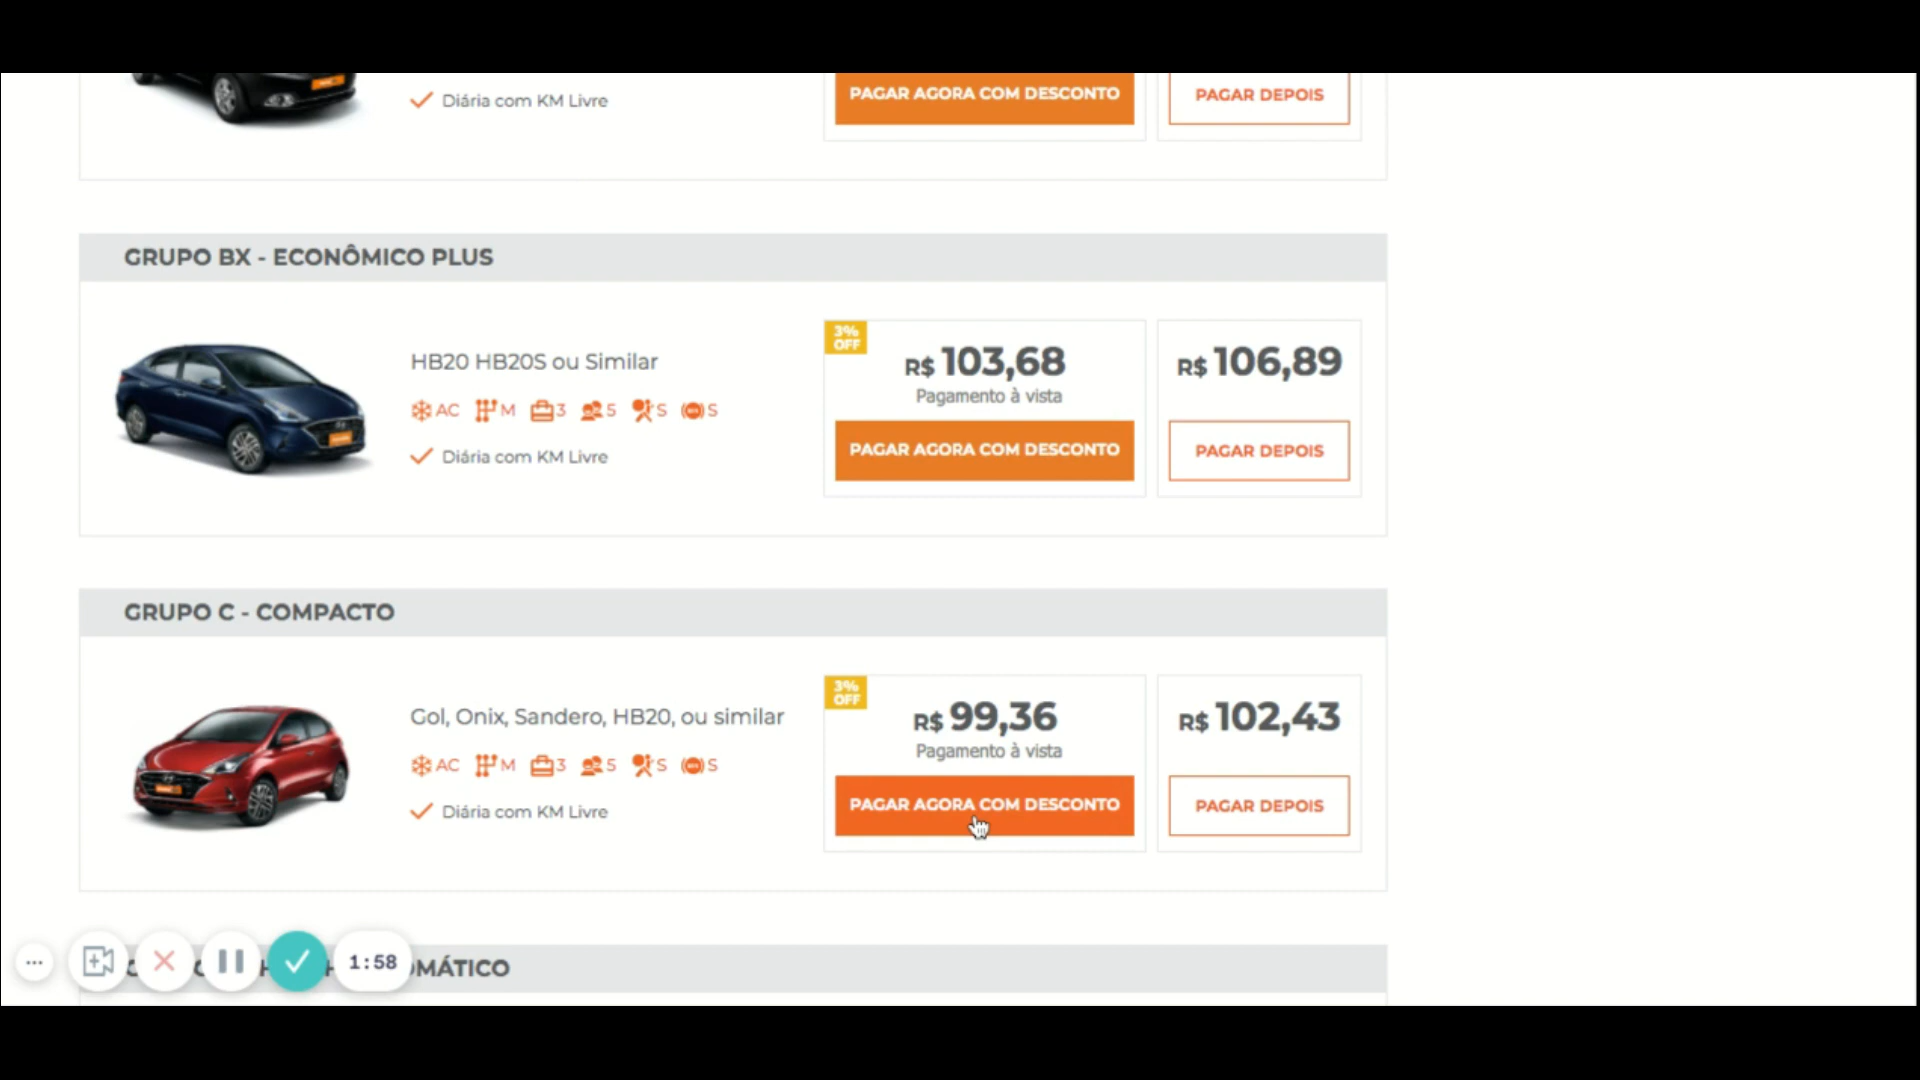 Diária com KM Livre
PAGAR AGORA COM DESCONTO
PAGAR DEPOIS
GRUPO BX - ECONÔMICO PLUS
HB20 HB20S ou Similar
AC M 3 5 S S
Diária com KM Livre
3%
OFF
R$ 103,68
Pagamento à vista
PAGAR AGORA COM DESCONTO
R$ 106,89
PAGAR DEPOIS
GRUPO C - COMPACTO
Gol, Onix, Sandero, HB20, ou similar
AC M 3 5 S S
Diária com KM Livre
3%
OFF
R$ 99,36
Pagamento à vista
PAGAR AGORA COM DESCONTO
R$ 102,43
PAGAR DEPOIS
1:58
OMÁTICO